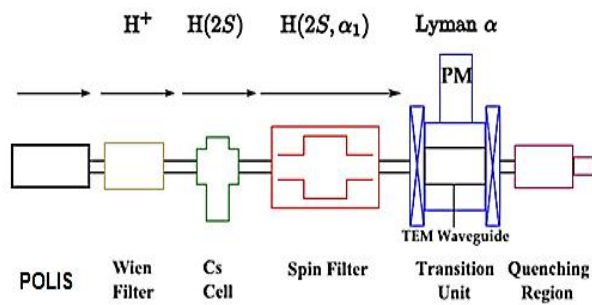 H⁺ H(2S) H(2S, α₁) Lyman α
PM
TEM Waveguide
POLIS Wien Filter Cs Cell Spin Filter Transition Unit Quenching Region